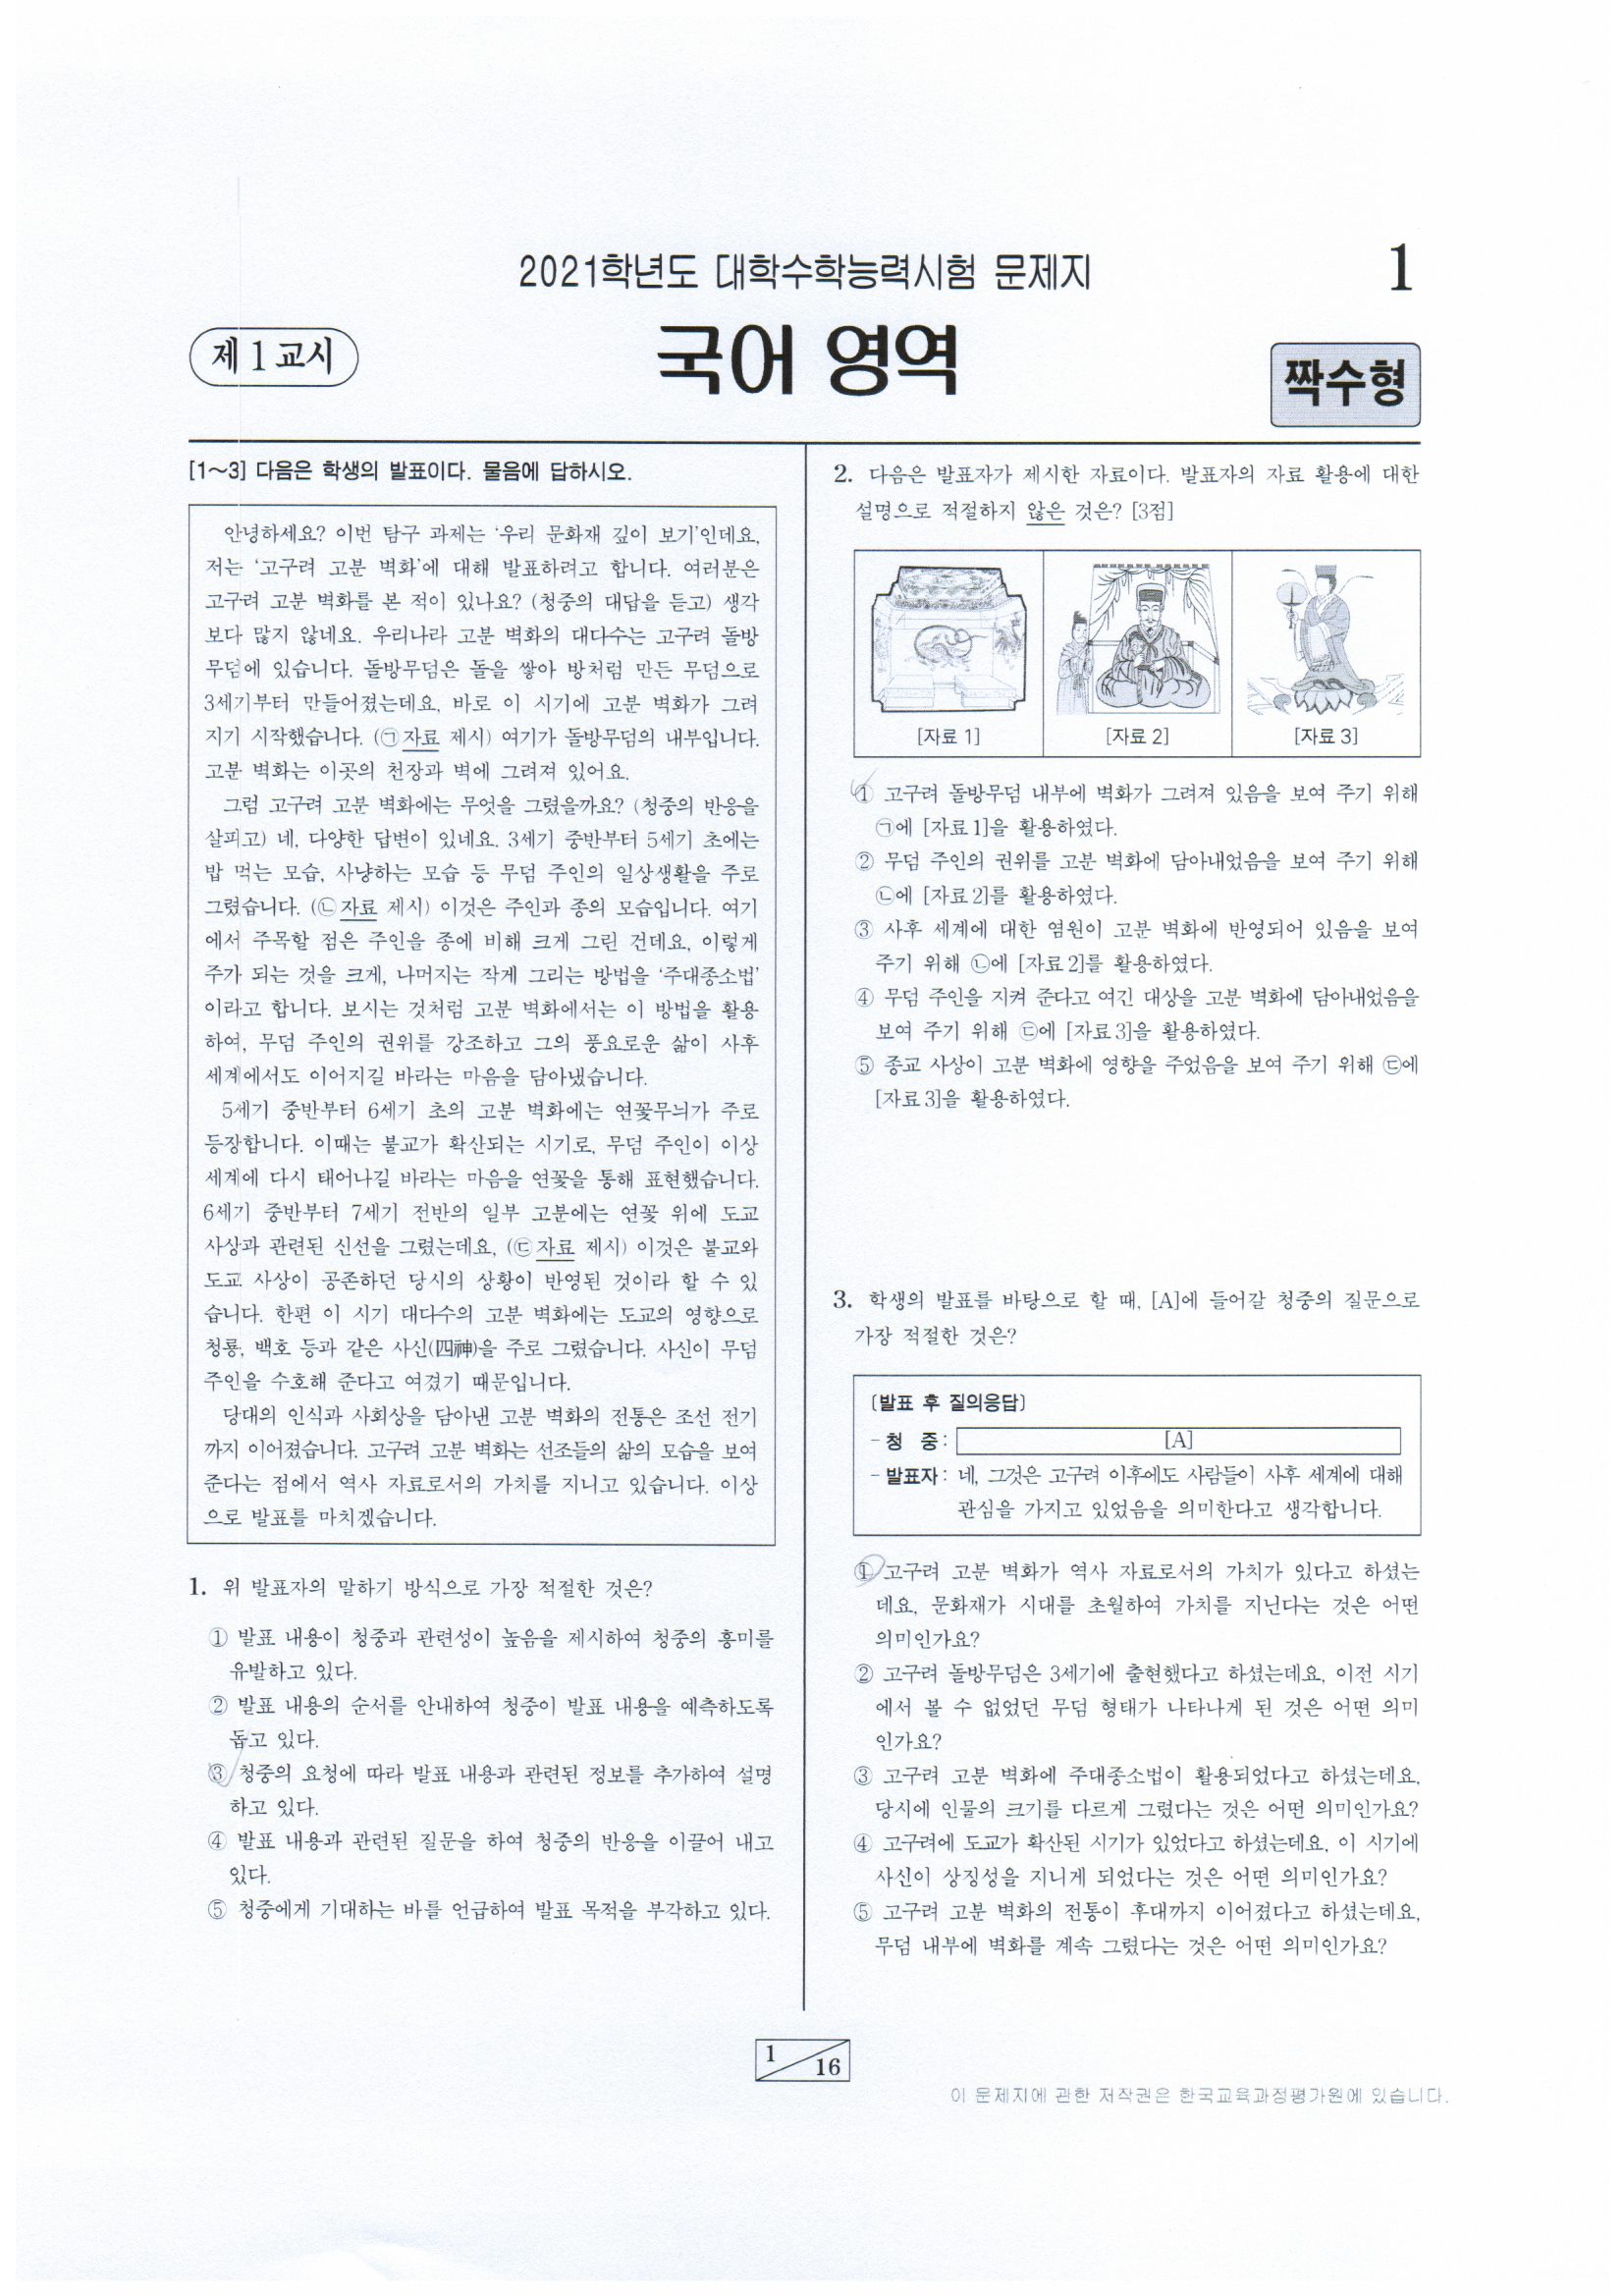 2021학년도 대학수학능력시험 문제지
1
제 1 교시
국어 영역
짝수형
[1~3] 다음은 학생의 발표이다. 물음에 답하시오.
안녕하세요? 이번 탐구 과제는 ‘우리 문화재 깊이 보기’인데요,
저는 ‘고구려 고분 벽화’에 대해 발표하려고 합니다. 여러분은
고구려 고분 벽화를 본 적이 있나요? (청중의 대답을 듣고) 생각
보다 많지 않네요. 우리나라 고분 벽화의 대다수는 고구려 돌방
무덤에 있습니다. 돌방무덤은 돌을 쌓아 방처럼 만든 무덤으로
3세기부터 만들어졌는데요, 바로 이 시기에 고분 벽화가 그려
지기 시작했습니다. (㉠자료 제시) 여기가 돌방무덤의 내부입니다.
고분 벽화는 이곳의 천장과 벽에 그려져 있어요.
그럼 고구려 고분 벽화에는 무엇을 그렸을까요? (청중의 반응을
살피고) 네, 다양한 답변이 있네요. 3세기 중반부터 5세기 초에는
밥 먹는 모습, 사냥하는 모습 등 무덤 주인의 일상생활을 주로
그렸습니다. (㉡자료 제시) 이것은 주인과 종의 모습입니다. 여기
에서 주목할 점은 주인을 종에 비해 크게 그린 건데요, 이렇게
주가 되는 것을 크게, 나머지는 작게 그리는 방법을 ‘주대종소법’
이라고 합니다. 보시는 것처럼 고분 벽화에서는 이 방법을 활용
하여, 무덤 주인의 권위를 강조하고 그의 풍요로운 삶이 사후
세계에서도 이어지길 바라는 마음을 담아냈습니다.
5세기 중반부터 6세기 초의 고분 벽화에는 연꽃무늬가 주로
등장합니다. 이때는 불교가 확산되는 시기로, 무덤 주인이 이상
세계에 다시 태어나길 바라는 마음을 연꽃을 통해 표현했습니다.
6세기 중반부터 7세기 전반의 일부 고분에는 연꽃 위에 도교
사상과 관련된 신선을 그렸는데요, (㉢자료 제시) 이것은 불교와
도교 사상이 공존하던 당시의 상황이 반영된 것이라 할 수 있
습니다. 한편 이 시기 대다수의 고분 벽화에는 도교의 영향으로
청룡, 백호 등과 같은 사신(四神)을 주로 그렸습니다. 사신이 무덤
주인을 수호해 준다고 여겼기 때문입니다.
당대의 인식과 사회상을 담아낸 고분 벽화의 전통은 조선 전기
까지 이어졌습니다. 고구려 고분 벽화는 선조들의 삶의 모습을 보여
준다는 점에서 역사 자료로서의 가치를 지니고 있습니다. 이상
으로 발표를 마치겠습니다.
1. 위 발표자의 말하기 방식으로 가장 적절한 것은?
① 발표 내용이 청중과 관련성이 높음을 제시하여 청중의 흥미를
유발하고 있다.
② 발표 내용의 순서를 안내하여 청중이 발표 내용을 예측하도록
돕고 있다.
③ 청중의 요청에 따라 발표 내용과 관련된 정보를 추가하여 설명
하고 있다.
④ 발표 내용과 관련된 질문을 하여 청중의 반응을 이끌어 내고
있다.
⑤ 청중에게 기대하는 바를 언급하여 발표 목적을 부각하고 있다.
2. 다음은 발표자가 제시한 자료이다. 발표자의 자료 활용에 대한
설명으로 적절하지 않은 것은? [3점]
[자료 1] [자료 2] [자료 3]
① 고구려 돌방무덤 내부에 벽화가 그려져 있음을 보여 주기 위해
㉠에 [자료 1]을 활용하였다.
② 무덤 주인의 권위를 고분 벽화에 담아내었음을 보여 주기 위해
㉡에 [자료 2]를 활용하였다.
③ 사후 세계에 대한 염원이 고분 벽화에 반영되어 있음을 보여
주기 위해 ㉡에 [자료 2]를 활용하였다.
④ 무덤 주인을 지켜 준다고 여긴 대상을 고분 벽화에 담아내었음을
보여 주기 위해 ㉢에 [자료 3]을 활용하였다.
⑤ 종교 사상이 고분 벽화에 영향을 주었음을 보여 주기 위해 ㉢에
[자료 3]을 활용하였다.
3. 학생의 발표를 바탕으로 할 때, [A]에 들어갈 청중의 질문으로
가장 적절한 것은?
〔발표 후 질의응답〕
- 청 중 : [A]
- 발표자 : 네, 그것은 고구려 이후에도 사람들이 사후 세계에 대해
관심을 가지고 있었음을 의미한다고 생각합니다.
① 고구려 고분 벽화가 역사 자료로서의 가치가 있다고 하셨는
데요, 문화재가 시대를 초월하여 가치를 지닌다는 것은 어떤
의미인가요?
② 고구려 돌방무덤은 3세기에 출현했다고 하셨는데요, 이전 시기
에서 볼 수 없었던 무덤 형태가 나타나게 된 것은 어떤 의미
인가요?
③ 고구려 고분 벽화에 주대종소법이 활용되었다고 하셨는데요,
당시에 인물의 크기를 다르게 그렸다는 것은 어떤 의미인가요?
④ 고구려에 도교가 확산된 시기가 있었다고 하셨는데요, 이 시기에
사신이 상징성을 지니게 되었다는 것은 어떤 의미인가요?
⑤ 고구려 고분 벽화의 전통이 후대까지 이어졌다고 하셨는데요,
무덤 내부에 벽화를 계속 그렸다는 것은 어떤 의미인가요?
1 16
이 문제지에 관한 저작권은 한국교육과정평가원에 있습니다.